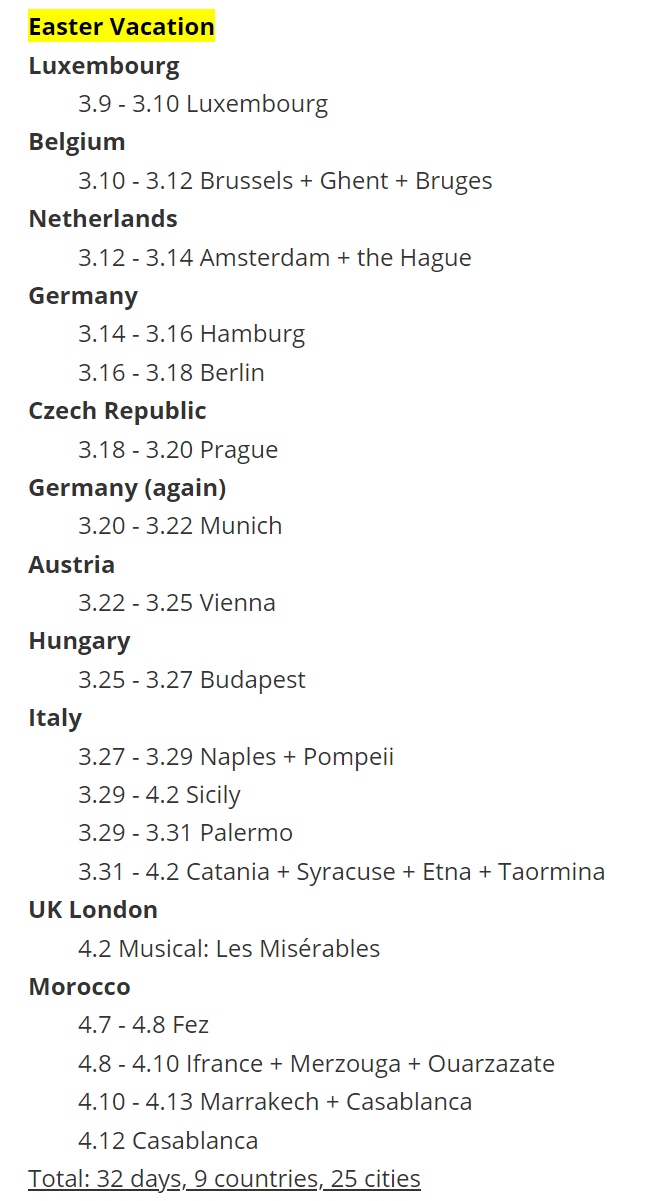 Easter Vacation
Luxembourg
3.9 - 3.10 Luxembourg
Belgium
3.10 - 3.12 Brussels + Ghent + Bruges
Netherlands
3.12 - 3.14 Amsterdam + the Hague
Germany
3.14 - 3.16 Hamburg
3.16 - 3.18 Berlin
Czech Republic
3.18 - 3.20 Prague
Germany (again)
3.20 - 3.22 Munich
Austria
3.22 - 3.25 Vienna
Hungary
3.25 - 3.27 Budapest
Italy
3.27 - 3.29 Naples + Pompeii
3.29 - 4.2 Sicily
3.29 - 3.31 Palermo
3.31 - 4.2 Catania + Syracuse + Etna + Taormina
UK London
4.2 Musical: Les Misérables
Morocco
4.7 - 4.8 Fez
4.8 - 4.10 Ifrance + Merzouga + Ouarzazate
4.10 - 4.13 Marrakech + Casablanca
4.12 Casablanca
Total: 32 days, 9 countries, 25 cities